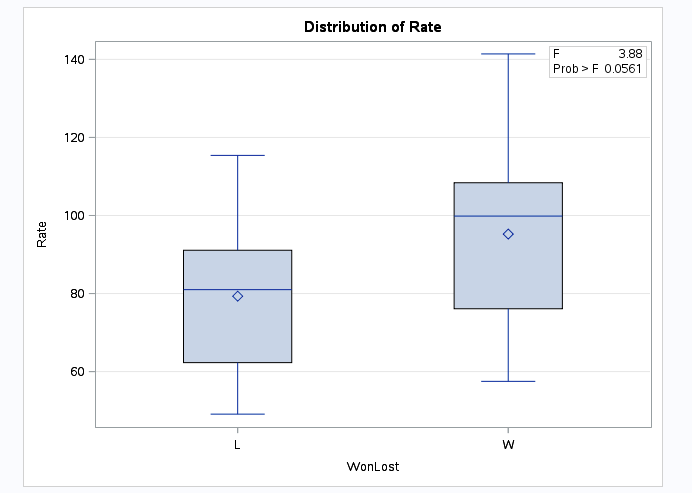 Distribution of Rate
F 3.88
Prob > F 0.0561
140
120
100
80
60
Rate
L W
WonLost